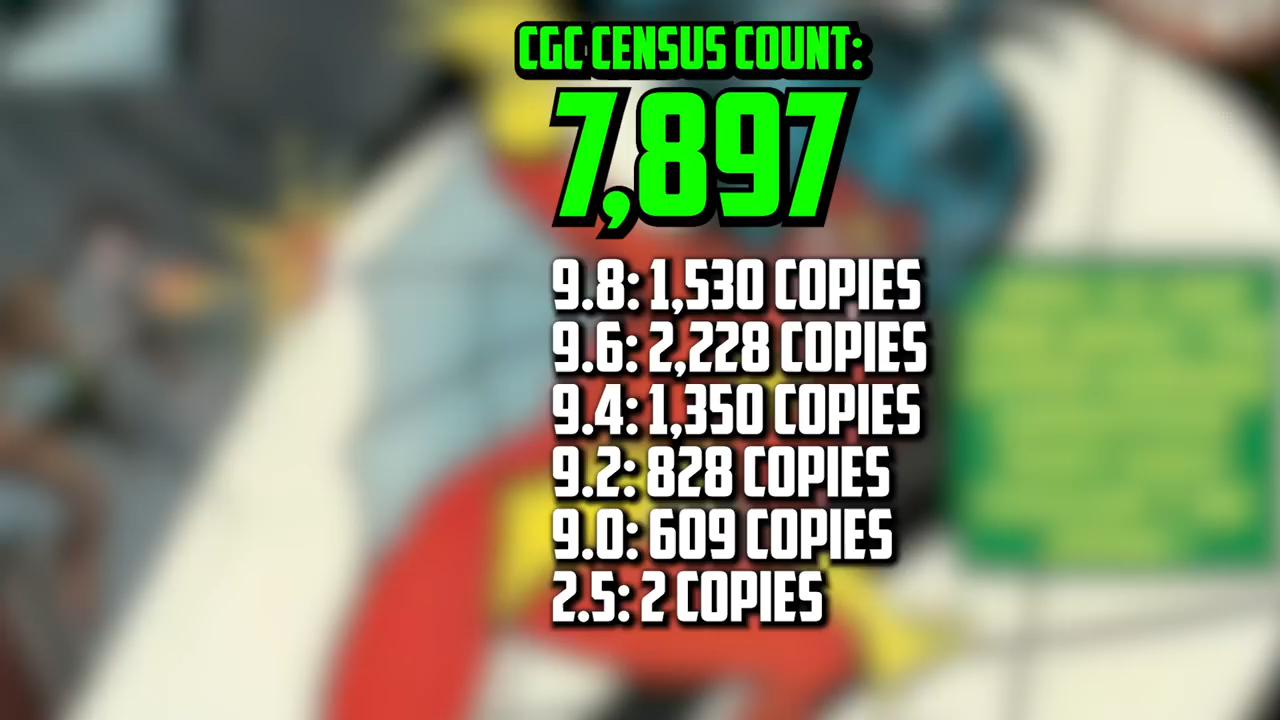 CGC CENSUS COUNT:
7,897
9.8: 1,530 COPIES
9.6: 2,228 COPIES
9.4: 1,350 COPIES
9.2: 828 COPIES
9.0: 609 COPIES
2.5: 2 COPIES